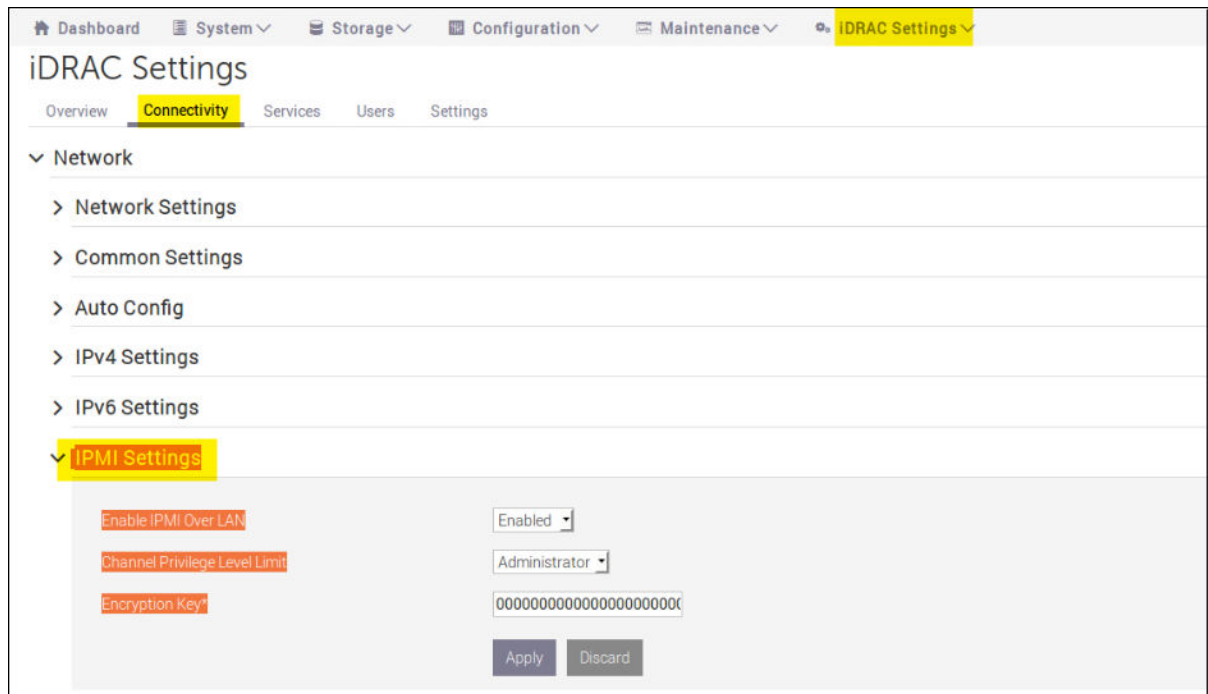 Dashboard System Storage Configuration Maintenance iDRAC Settings
iDRAC Settings
Overview Connectivity Services Users Settings
Network
Network Settings
Common Settings
Auto Config
IPv4 Settings
IPv6 Settings
IPMI Settings
Enable IPMI Over LAN Enabled
Channel Privilege Level Limit Administrator
Encryption Key* 00000000000000000000000
Apply Discard